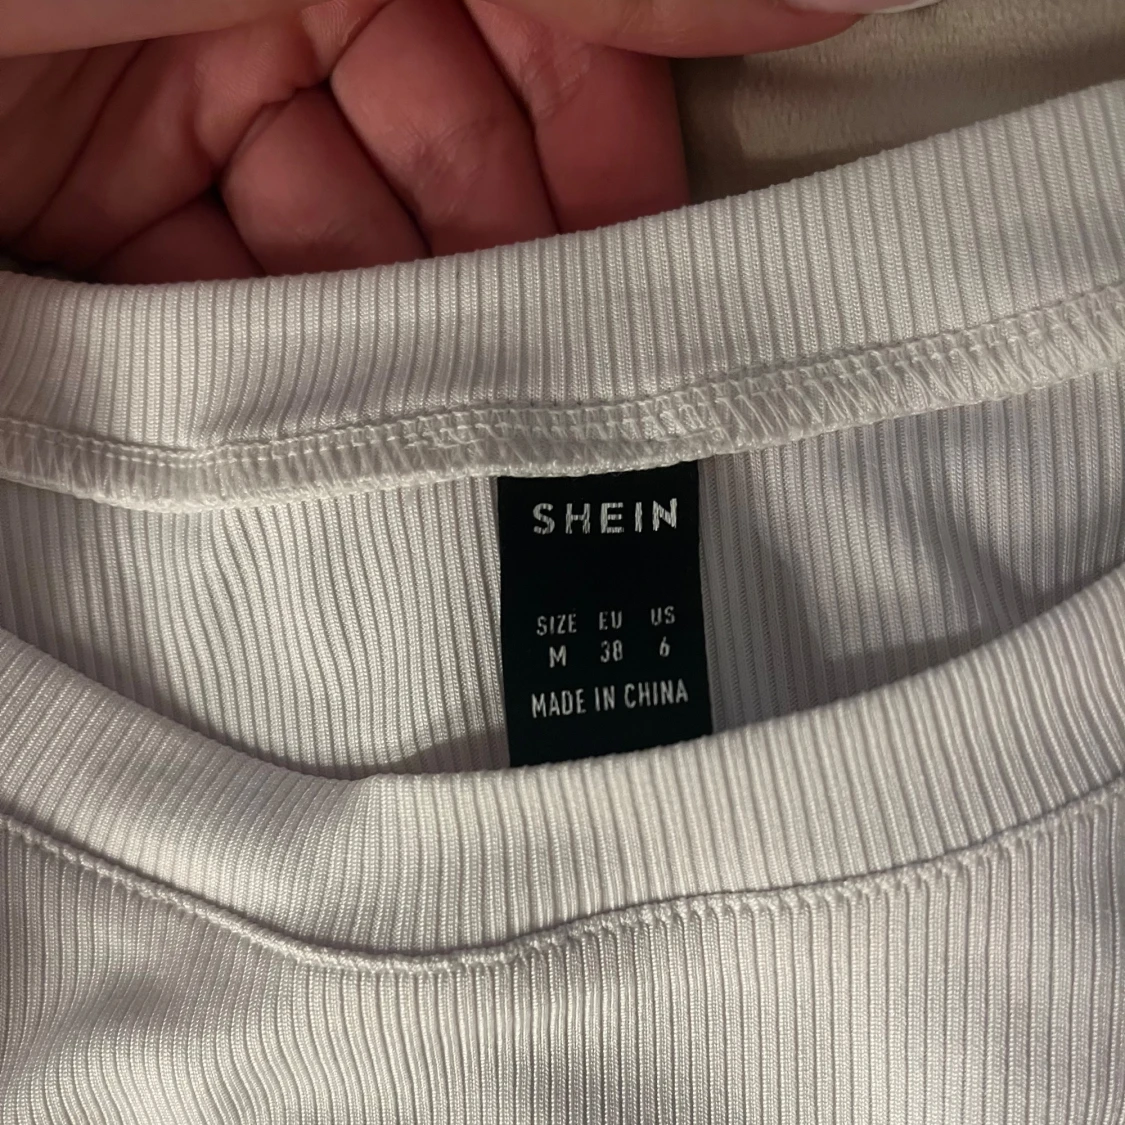 SHEIN
SIZE EU US
M 38 6
MADE IN CHINA